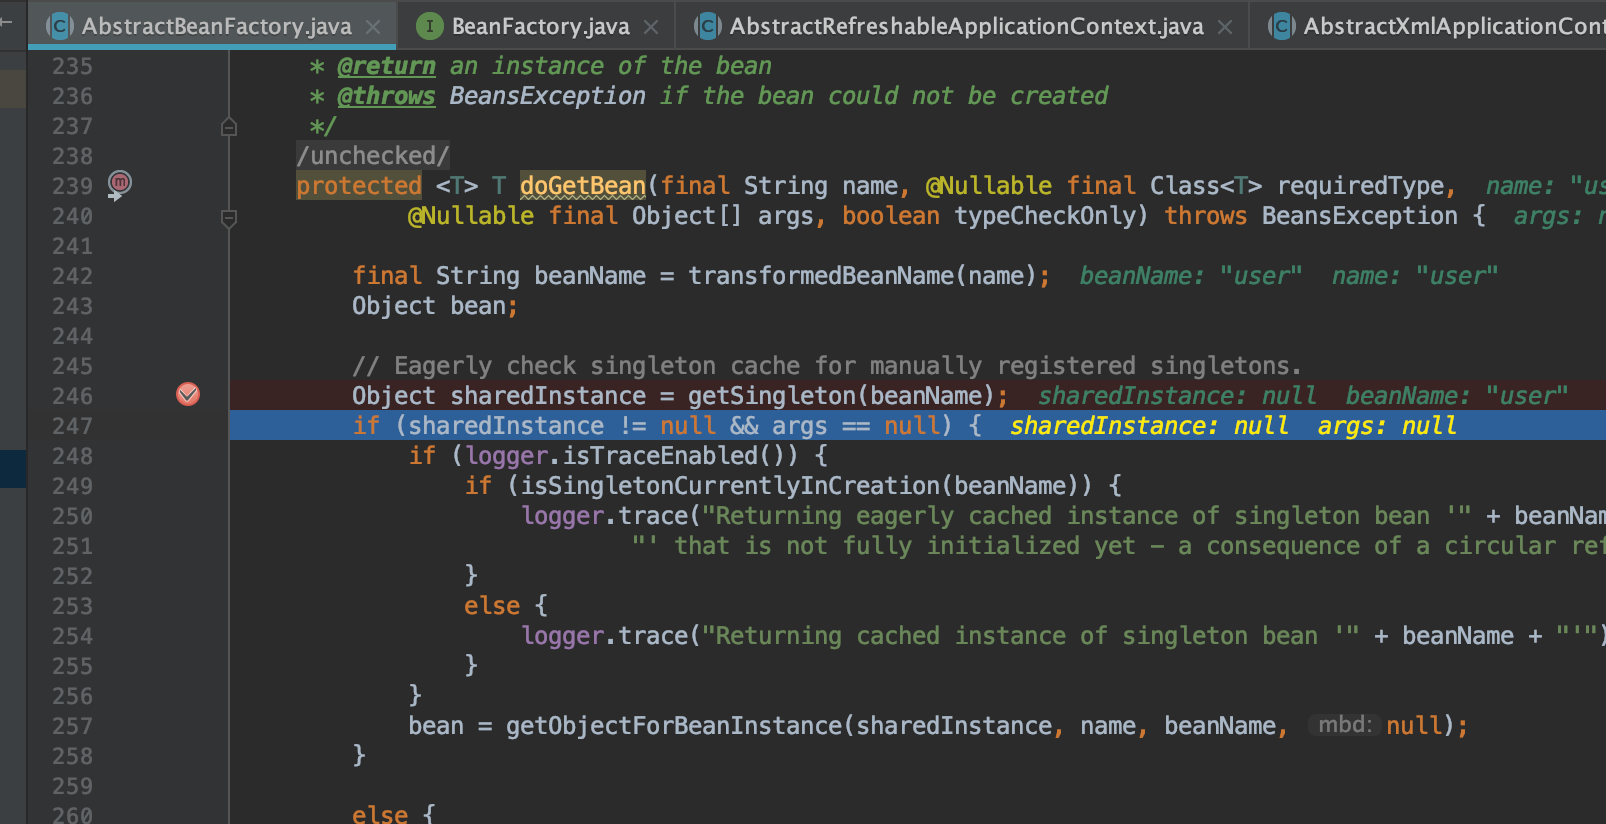 AbstractBeanFactory.java BeanFactory.java AbstractRefreshableApplicationContext.java AbstractXmlApplicationCont
235 * @return an instance of the bean
236 * @throws BeansException if the bean could not be created
237 */
238 /unchecked/
239 protected <T> T doGetBean(final String name, @Nullable final Class<T> requiredType, name: "us
240 @Nullable final Object[] args, boolean typeCheckOnly) throws BeansException { args: n
241
242 final String beanName = transformedBeanName(name); beanName: "user" name: "user"
243 Object bean;
244
245 // Eagerly check singleton cache for manually registered singletons.
246 Object sharedInstance = getSingleton(beanName); sharedInstance: null beanName: "user"
247 if (sharedInstance != null && args == null) { sharedInstance: null args: null
248 if (logger.isTraceEnabled()) {
249 if (isSingletonCurrentlyInCreation(beanName)) {
250 logger.trace("Returning eagerly cached instance of singleton bean '" + beanNam
251 "' that is not fully initialized yet - a consequence of a circular ref
252 }
253 else {
254 logger.trace("Returning cached instance of singleton bean '" + beanName + "'")
255 }
256 }
257 bean = getObjectForBeanInstance(sharedInstance, name, beanName, mbd: null);
258 }
259
260 else {